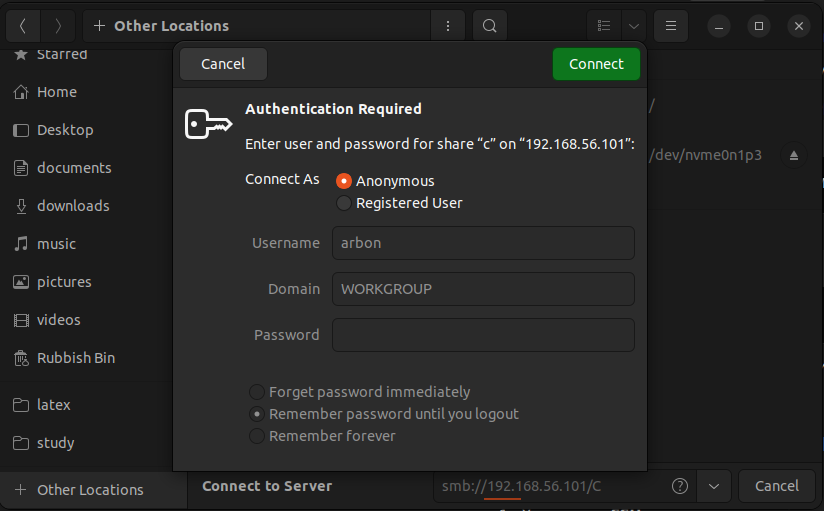 Other Locations
Cancel
Connect
Starred
Home
Desktop
documents
downloads
music
pictures
videos
Rubbish Bin
latex
study
Other Locations
Authentication Required
Enter user and password for share “c” on “192.168.56.101”:
Connect As
Anonymous
Registered User
Username
arbon
Domain
WORKGROUP
Password
Forget password immediately
Remember password until you logout
Remember forever
/
/dev/nvme0n1p3
Connect to Server
smb://192.168.56.101/C
?
Cancel